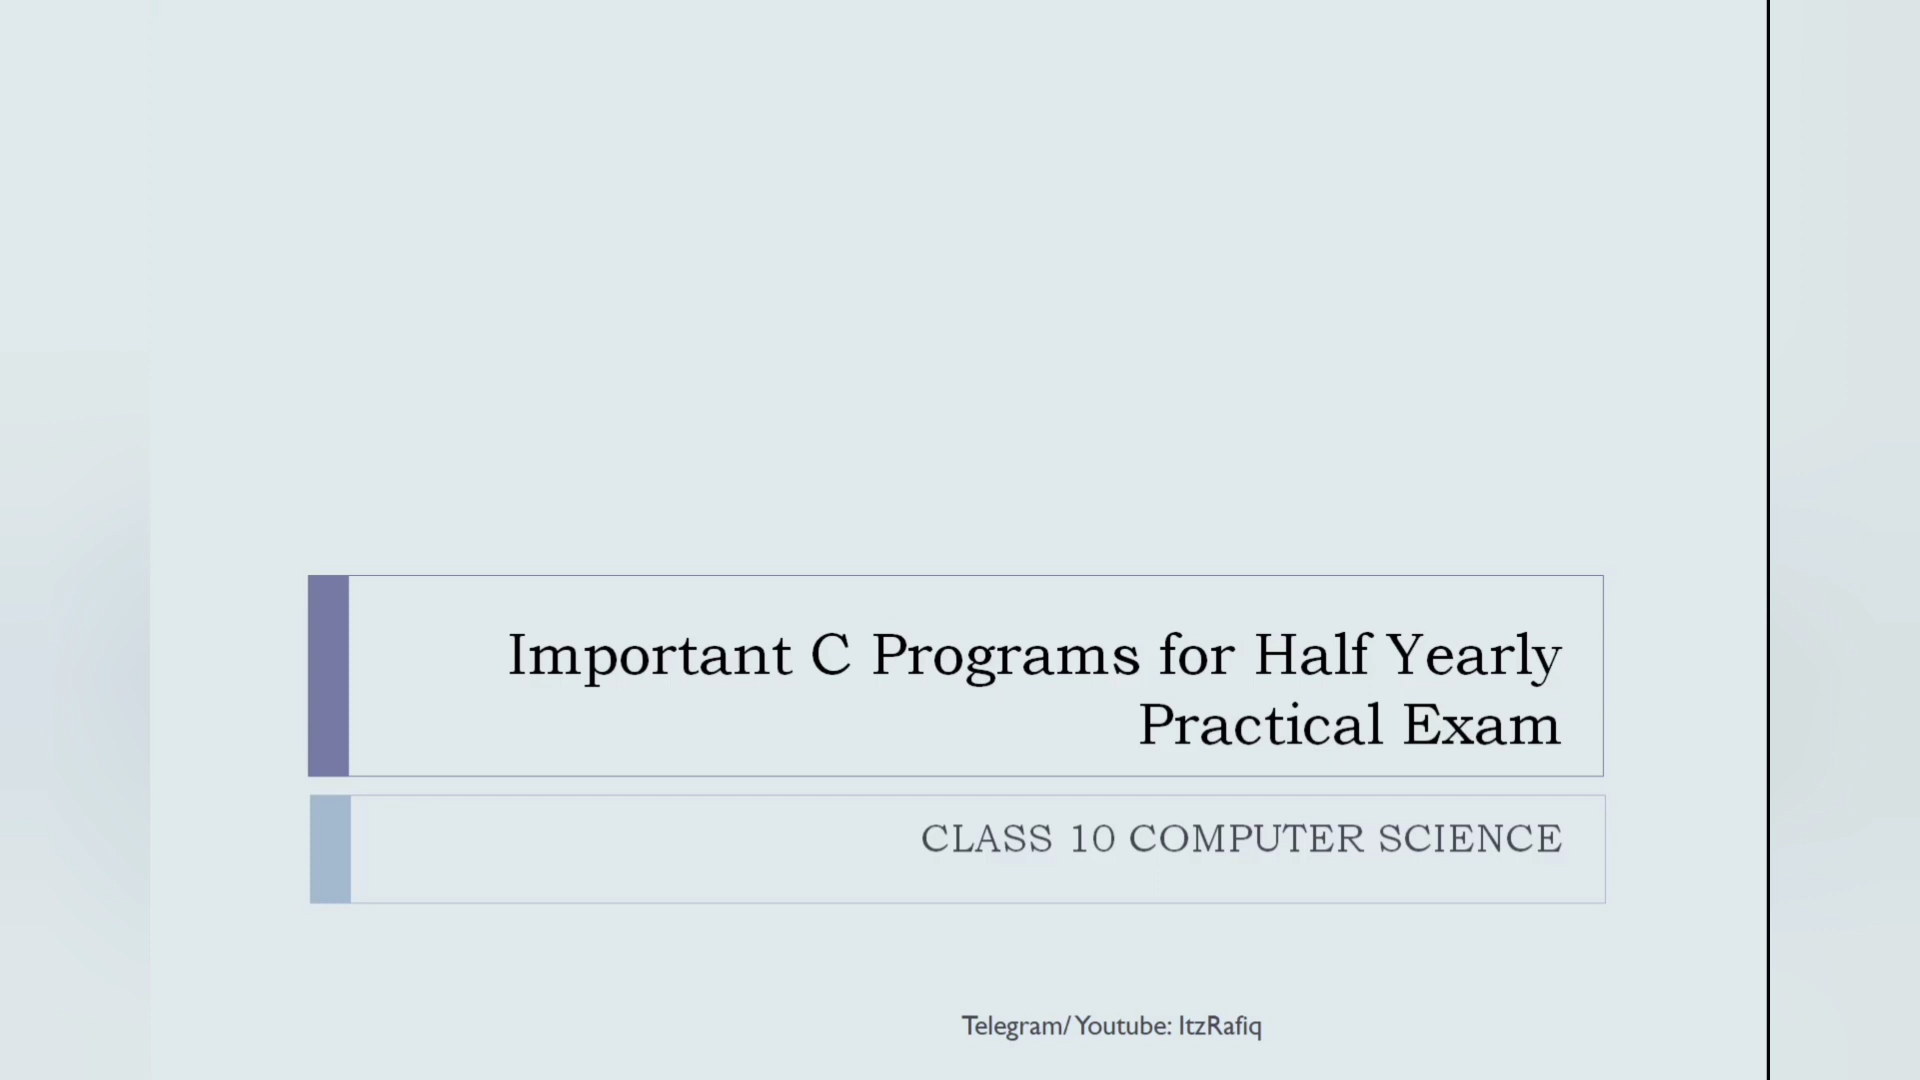 Important C Programs for Half Yearly
Practical Exam
CLASS 10 COMPUTER SCIENCE
Telegram/ Youtube: ItzRafiq